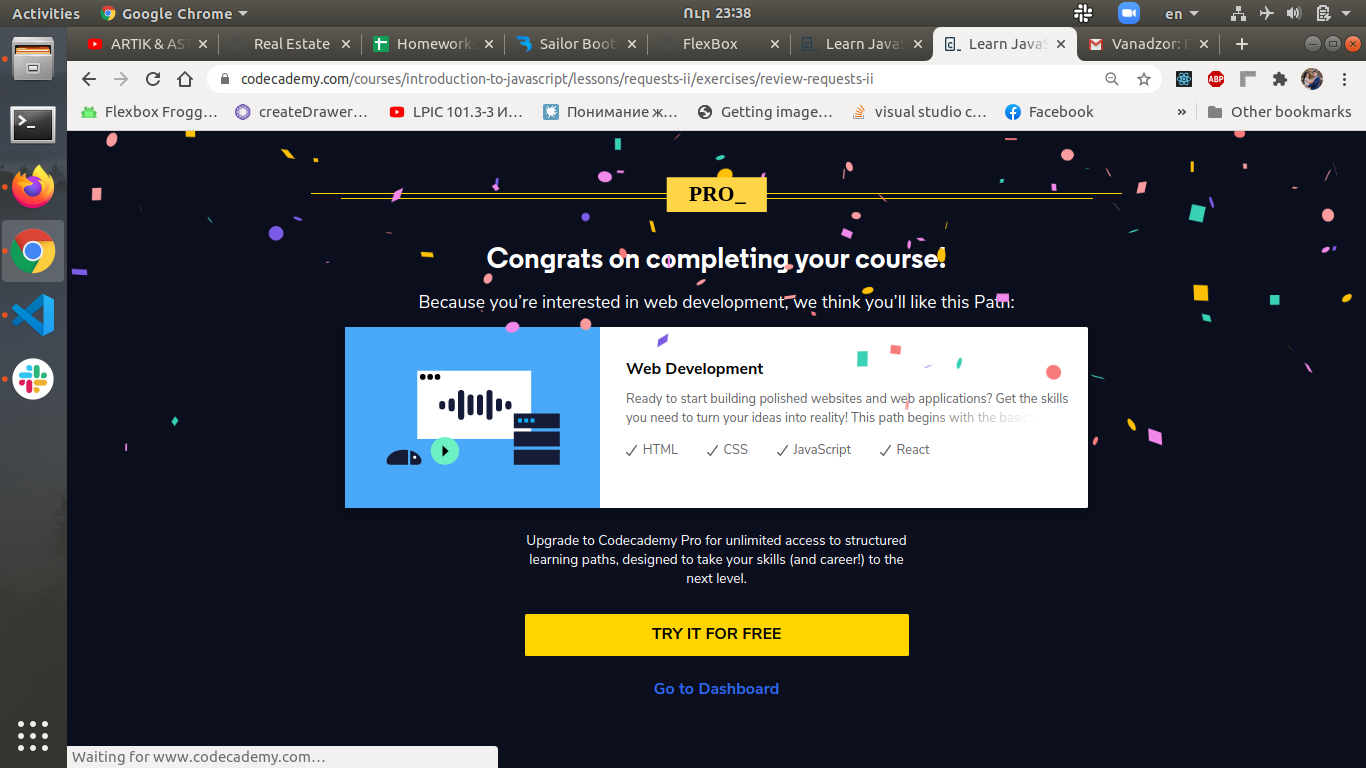 Activities
Google Chrome
Ուր 23:38
en
ARTIK & AS
Real Estate
Homework
Sailor Boot
FlexBox
Learn Java
Learn JavaS
Vanadzor:
codecademy.com/courses/introduction-to-javascript/lessons/requests-ii/exercises/review-requests-ii
ABP
Flexbox Frogg…
createDrawer…
LPIC 101.3-3 И…
Понимание ж…
Getting image…
visual studio c…
Facebook
»
Other bookmarks
PRO_
Congrats on completing your course!
Because you’re interested in web development, we think you’ll like this Path:
Web Development
Ready to start building polished websites and web applications? Get the skills
you need to turn your ideas into reality! This path begins with the basic
HTML
CSS
JavaScript
React
Upgrade to Codecademy Pro for unlimited access to structured
learning paths, designed to take your skills (and career!) to the
next level.
TRY IT FOR FREE
Go to Dashboard
Waiting for www.codecademy.com…